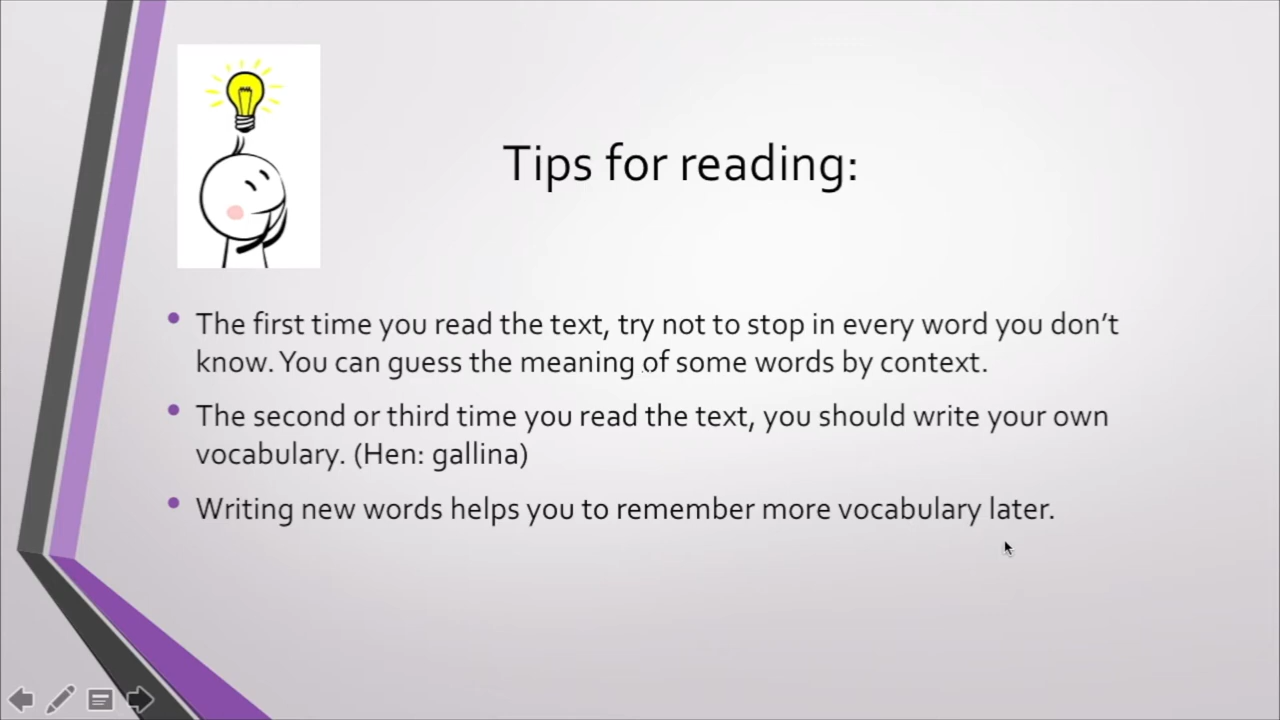 Tips for reading:
• The first time you read the text, try not to stop in every word you don't
know. You can guess the meaning of some words by context.
• The second or third time you read the text, you should write your own
vocabulary. (Hen: gallina)
• Writing new words helps you to remember more vocabulary later.